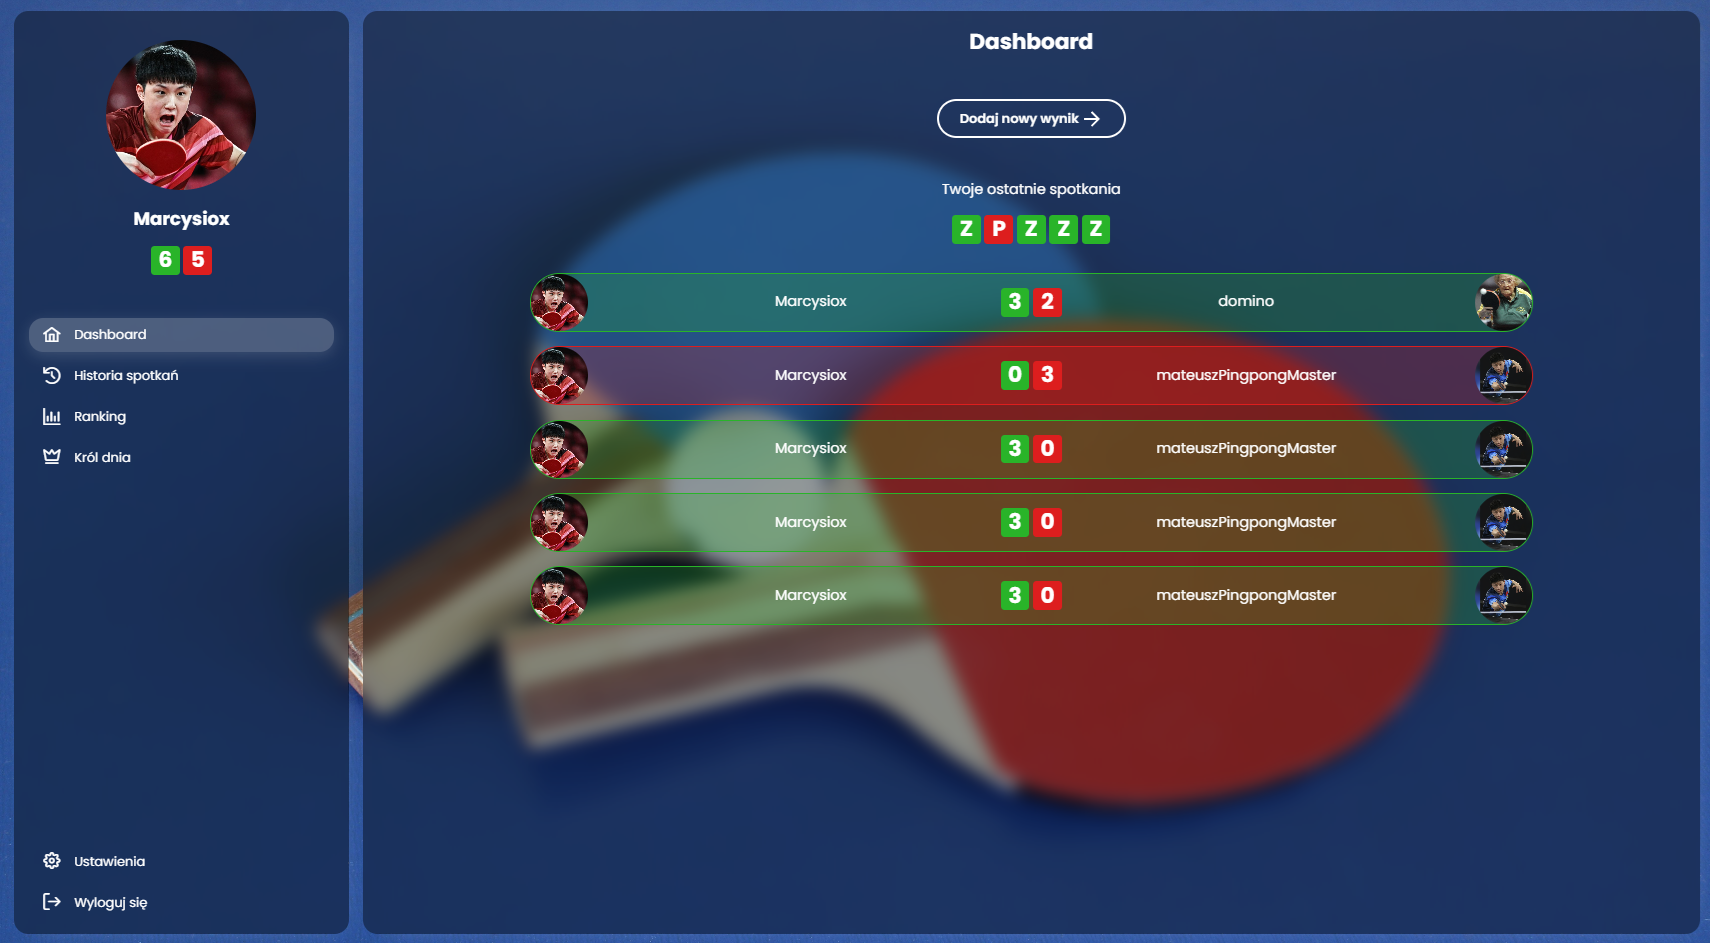 Marcysiox
6 5
Dashboard
Historia spotkań
Ranking
Król dnia
Ustawienia
Wyloguj się
Dashboard
Dodaj nowy wynik
Twoje ostatnie spotkania
Z P Z Z Z
Marcysiox 3 2 domino
Marcysiox 0 3 mateuszPingpongMaster
Marcysiox 3 0 mateuszPingpongMaster
Marcysiox 3 0 mateuszPingpongMaster
Marcysiox 3 0 mateuszPingpongMaster